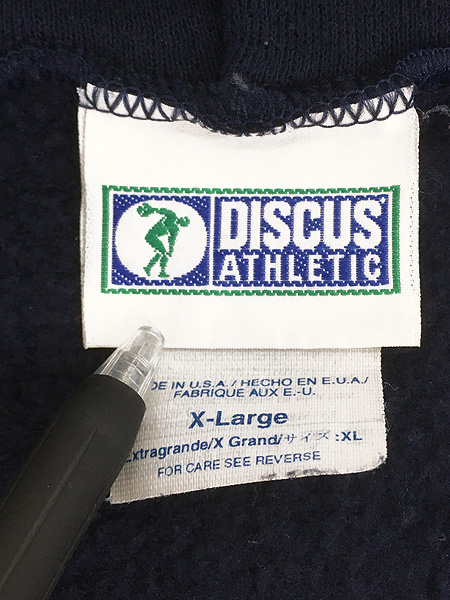 DISCUS
ATHLETIC
DE IN U.S.A./HECHO EN E.U.A./
FABRIQUE AUX E.-U.
X-Large
Extragrande/X Grand/サイズ:XL
FOR CARE SEE REVERSE